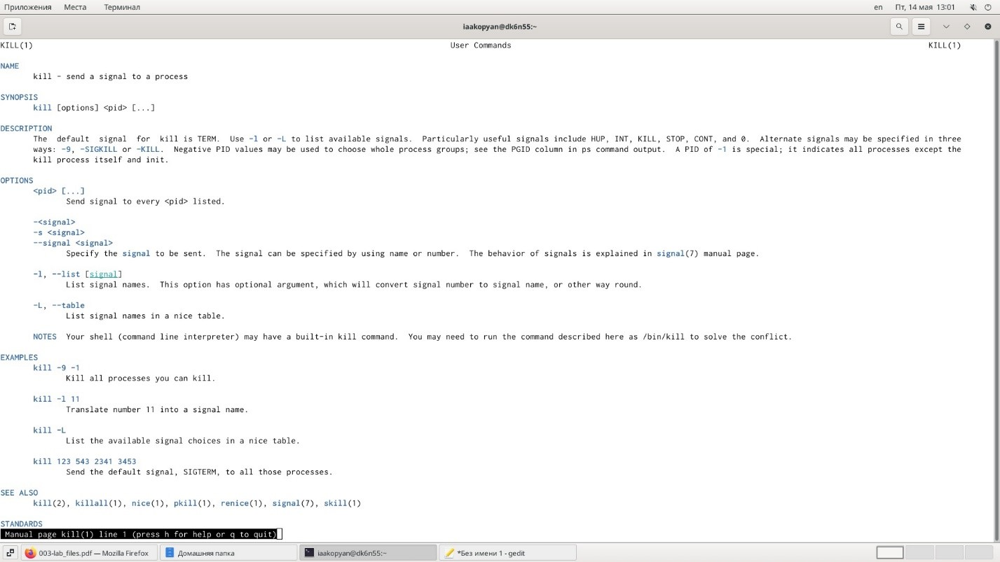 Приложения Места Терминал en Пт, 14 мая 13:01
iaakopyan@dk6n55:~
KILL(1) User Commands KILL(1)
NAME
kill - send a signal to a process
SYNOPSIS
kill [options] <pid> [...]
DESCRIPTION
The default signal for kill is TERM. Use -l or -L to list available signals. Particularly useful signals include HUP, INT, KILL, STOP, CONT, and 0. Alternate signals may be specified in three
ways: -9, -SIGKILL or -KILL. Negative PID values may be used to choose whole process groups; see the PGID column in ps command output. A PID of -1 is special; it indicates all processes except the
kill process itself and init.
OPTIONS
<pid> [...]
Send signal to every <pid> listed.
-<signal>
-s <signal>
--signal <signal>
Specify the signal to be sent. The signal can be specified by using name or number. The behavior of signals is explained in signal(7) manual page.
-l, --list [signal]
List signal names. This option has optional argument, which will convert signal number to signal name, or other way round.
-L, --table
List signal names in a nice table.
NOTES Your shell (command line interpreter) may have a built-in kill command. You may need to run the command described here as /bin/kill to solve the conflict.
EXAMPLES
kill -9 -1
Kill all processes you can kill.
kill -l 11
Translate number 11 into a signal name.
kill -L
List the available signal choices in a nice table.
kill 123 543 2341 3453
Send the default signal, SIGTERM, to all those processes.
SEE ALSO
kill(2), killall(1), nice(1), pkill(1), renice(1), signal(7), skill(1)
STANDARDS
Manual page kill(1) line 1 (press h for help or q to quit)
003-lab_files.pdf — Mozilla Firefox Домашняя папка iaakopyan@dk6n55:~ *Без имени 1 - gedit